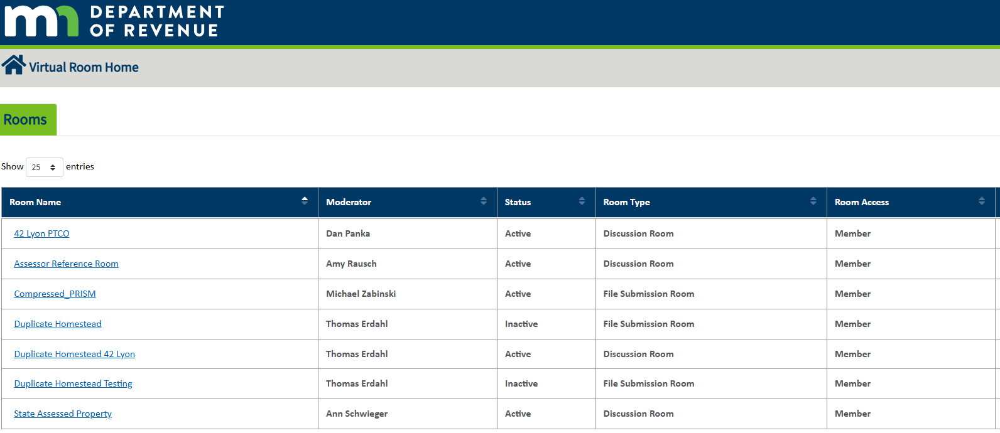 mn DEPARTMENT
OF REVENUE
Virtual Room Home
Rooms
Show 25 entries
Room Name Moderator Status Room Type Room Access
42 Lyon PTCO Dan Panka Active Discussion Room Member
Assessor Reference Room Amy Rausch Active Discussion Room Member
Compressed_PRISM Michael Zabinski Active File Submission Room Member
Duplicate Homestead Thomas Erdahl Inactive File Submission Room Member
Duplicate Homestead 42 Lyon Thomas Erdahl Active Discussion Room Member
Duplicate Homestead Testing Thomas Erdahl Inactive File Submission Room Member
State Assessed Property Ann Schwieger Active Discussion Room Member